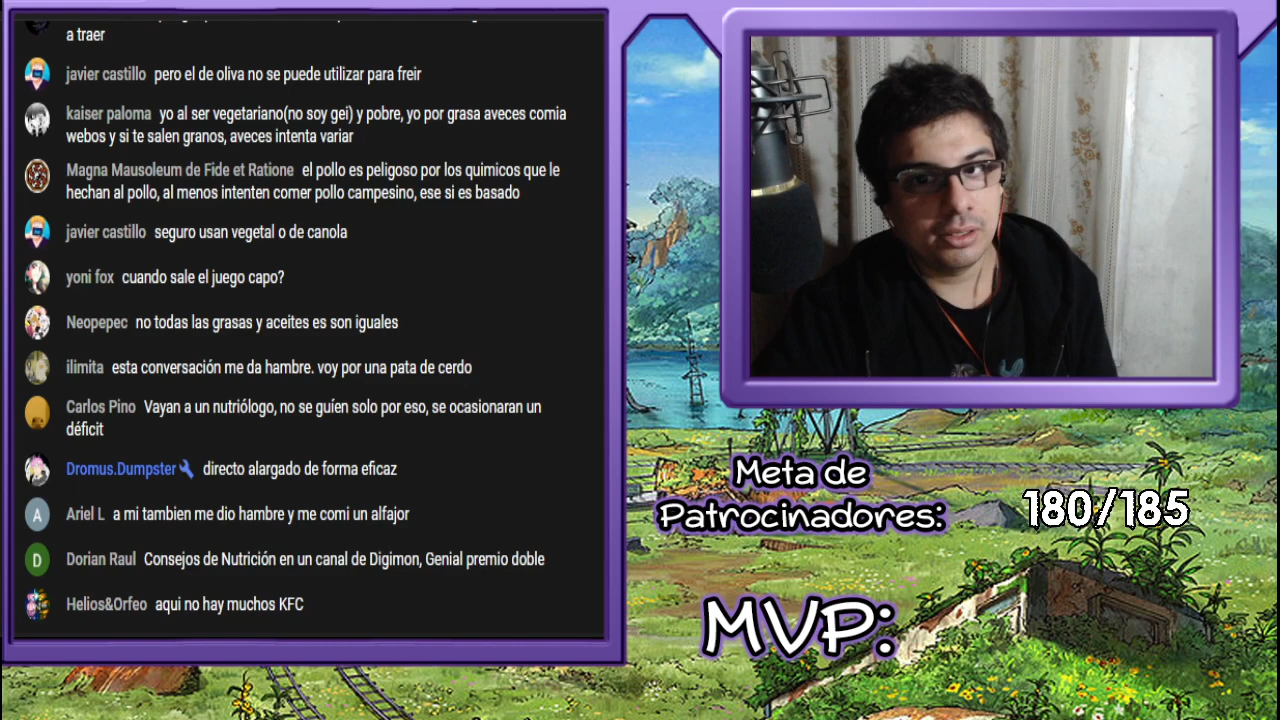 a traer
javier castillo pero el de oliva no se puede utilizar para freir
kaiser paloma yo al ser vegetariano(no soy gei) y pobre, yo por grasa aveces comia
webos y si te salen granos, aveces intenta variar
Magna Mausoleum de Fide et Ratione el pollo es peligoso por los quimicos que le
hechan al pollo, al menos intenten comer pollo campesino, ese si es basado
javier castillo seguro usan vegetal o de canola
yoni fox cuando sale el juego capo?
Neopepec no todas las grasas y aceites es son iguales
ilimita esta conversación me da hambre. voy por una pata de cerdo
Carlos Pino Vayan a un nutriólogo, no se guíen solo por eso, se ocasionaran un
déficit
Dromus.Dumpster directo alargado de forma eficaz
A Ariel L a mi tambien me dio hambre y me comi un alfajor
D Dorian Raul Consejos de Nutrición en un canal de Digimon, Genial premio doble
Helios&Orfeo aqui no hay muchos KFC
Meta de
Patrocinadores:
180/185
MVP: